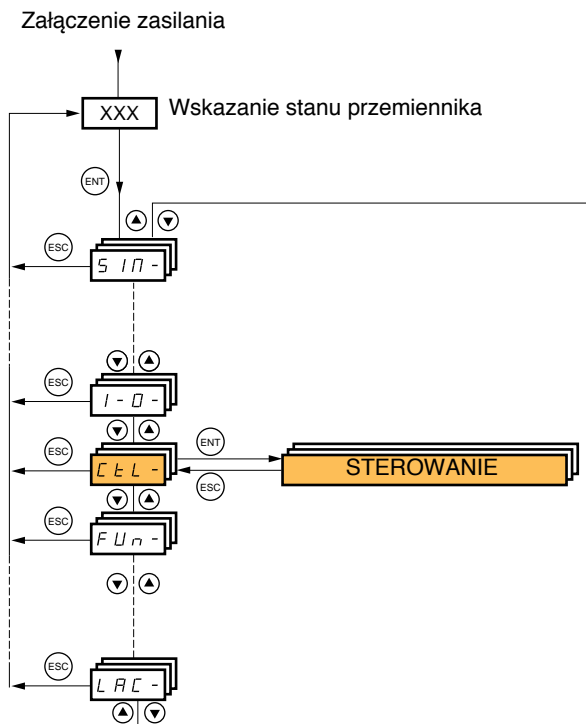 Załączenie zasilania
XXX
Wskazanie stanu przemiennika
ENT
ESC
SIM-
ESC
I-O-
ENT
ESC
CtL-
STEROWANIE
ESC
ESC
FUn-
ESC
LAC-